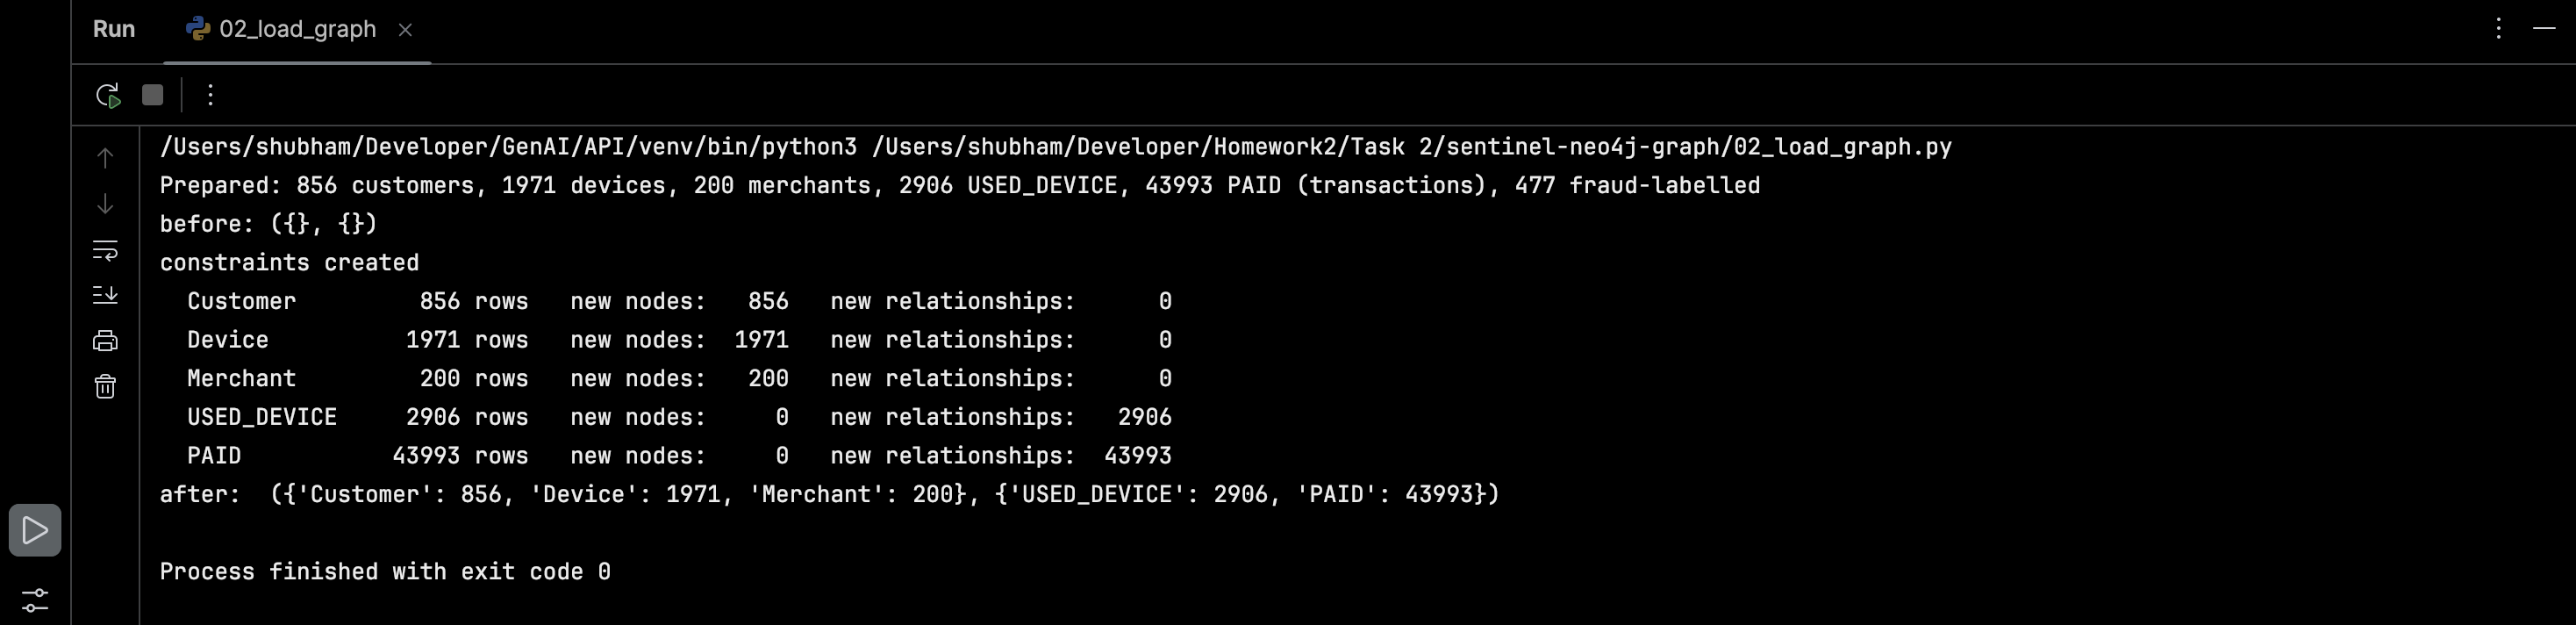 Run 02_load_graph
/Users/shubham/Developer/GenAI/API/venv/bin/python3 /Users/shubham/Developer/Homework2/Task 2/sentinel-neo4j-graph/02_load_graph.py
Prepared: 856 customers, 1971 devices, 200 merchants, 2906 USED_DEVICE, 43993 PAID (transactions), 477 fraud-labelled
before: ({}, {})
constraints created
  Customer         856 rows   new nodes:   856   new relationships:      0
  Device          1971 rows   new nodes:  1971   new relationships:      0
  Merchant         200 rows   new nodes:   200   new relationships:      0
  USED_DEVICE     2906 rows   new nodes:     0   new relationships:   2906
  PAID           43993 rows   new nodes:     0   new relationships:  43993
after:  ({'Customer': 856, 'Device': 1971, 'Merchant': 200}, {'USED_DEVICE': 2906, 'PAID': 43993})
Process finished with exit code 0